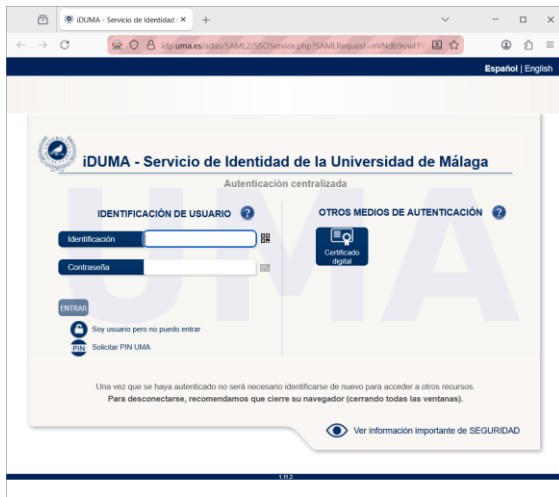 iDUMA - Servicio de Identidad
idp.uma.es/adas/SAML2/SSOService.php?SAMLRequest=
Español | English
iDUMA - Servicio de Identidad de la Universidad de Málaga
Autenticación centralizada
IDENTIFICACIÓN DE USUARIO ?
Identificación
Contraseña
ENTRAR
Soy usuario pero no puedo entrar
PIN Solicitar PIN UMA
OTROS MEDIOS DE AUTENTICACIÓN ?
Certificado
digital
UMA
Una vez que se haya autenticado no será necesario identificarse de nuevo para acceder a otros recursos.
Para desconectarse, recomendamos que cierre su navegador (cerrando todas las ventanas).
Ver información importante de SEGURIDAD
1.11.2